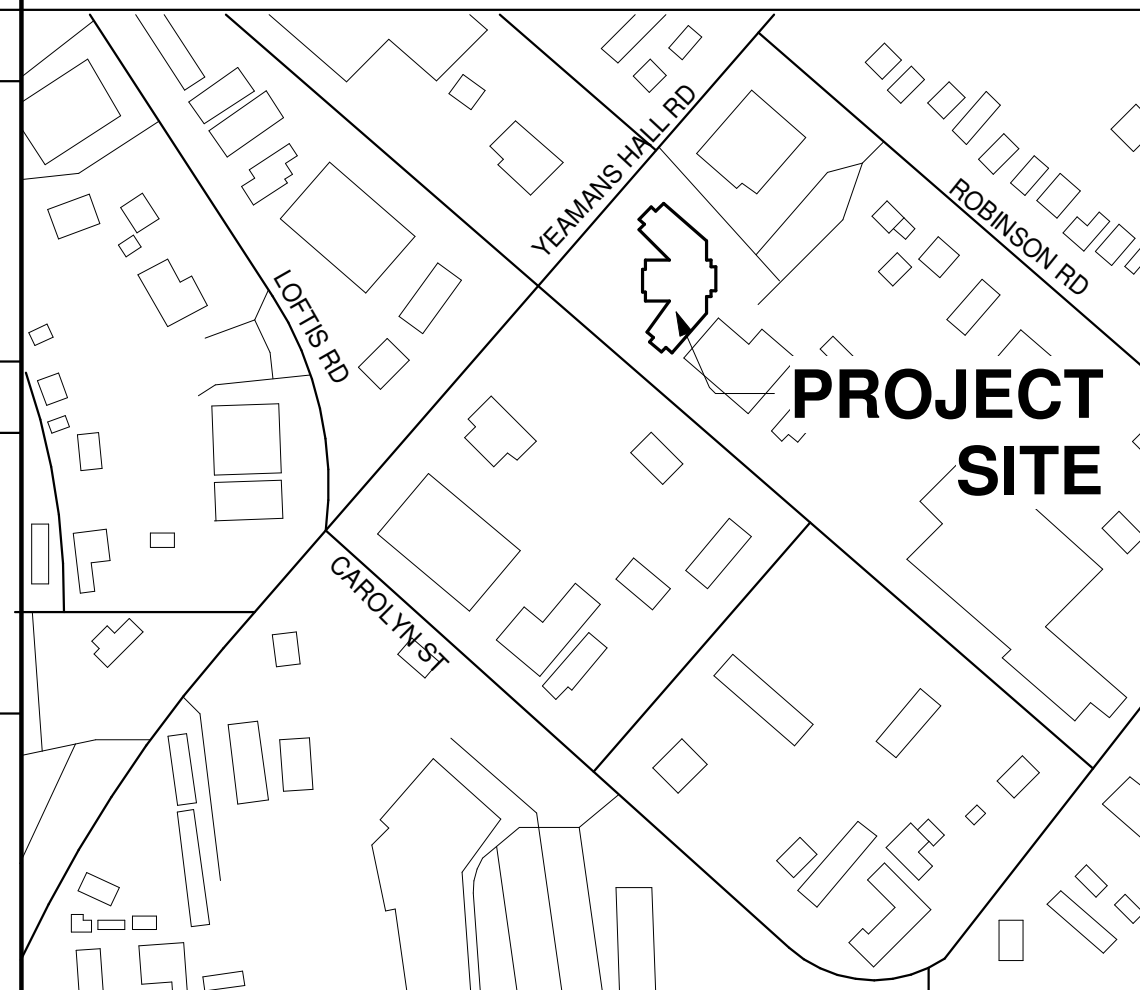 YEAMANS HALL RD
ROBINSON RD
LOFTIS RD
PROJECT
SITE
CAROLYN ST